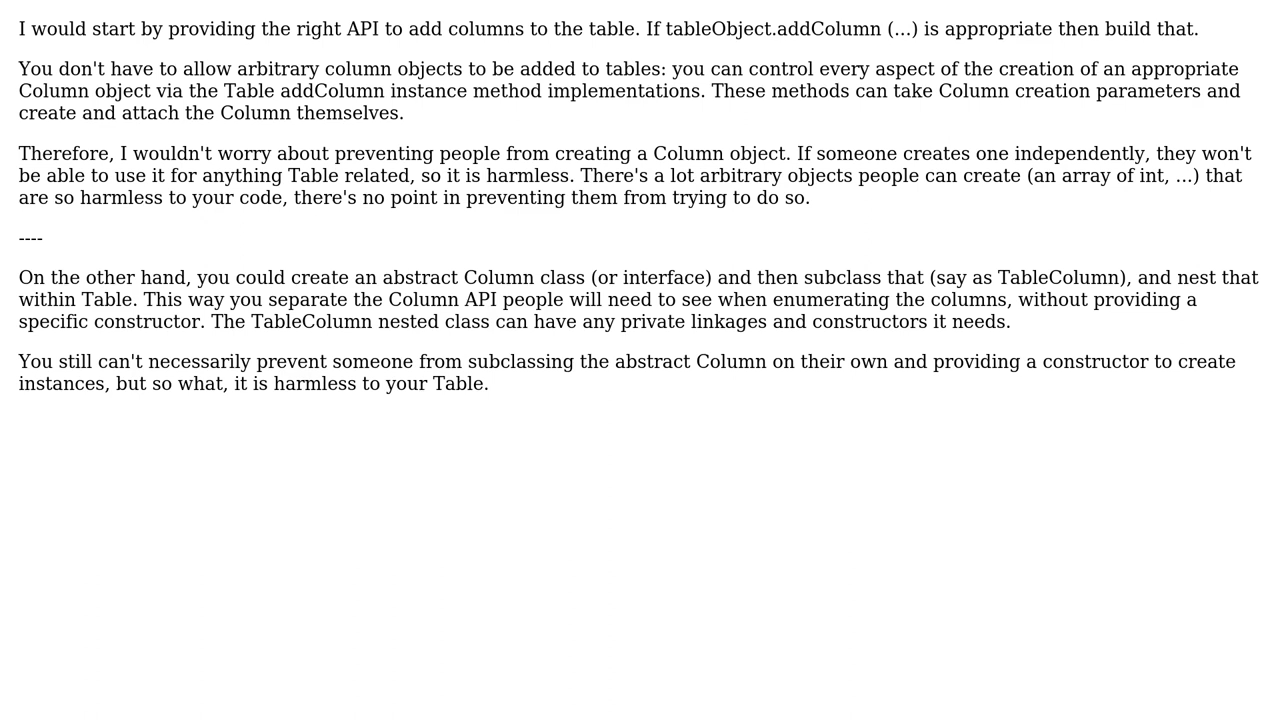 I would start by providing the right API to add columns to the table. If tableObject.addColumn (...) is appropriate then build that.
You don't have to allow arbitrary column objects to be added to tables: you can control every aspect of the creation of an appropriate
Column object via the Table addColumn instance method implementations. These methods can take Column creation parameters and
create and attach the Column themselves.
Therefore, I wouldn't worry about preventing people from creating a Column object. If someone creates one independently, they won't
be able to use it for anything Table related, so it is harmless. There's a lot arbitrary objects people can create (an array of int, ...) that
are so harmless to your code, there's no point in preventing them from trying to do so.
----
On the other hand, you could create an abstract Column class (or interface) and then subclass that (say as TableColumn), and nest that
within Table. This way you separate the Column API people will need to see when enumerating the columns, without providing a
specific constructor. The TableColumn nested class can have any private linkages and constructors it needs.
You still can't necessarily prevent someone from subclassing the abstract Column on their own and providing a constructor to create
instances, but so what, it is harmless to your Table.